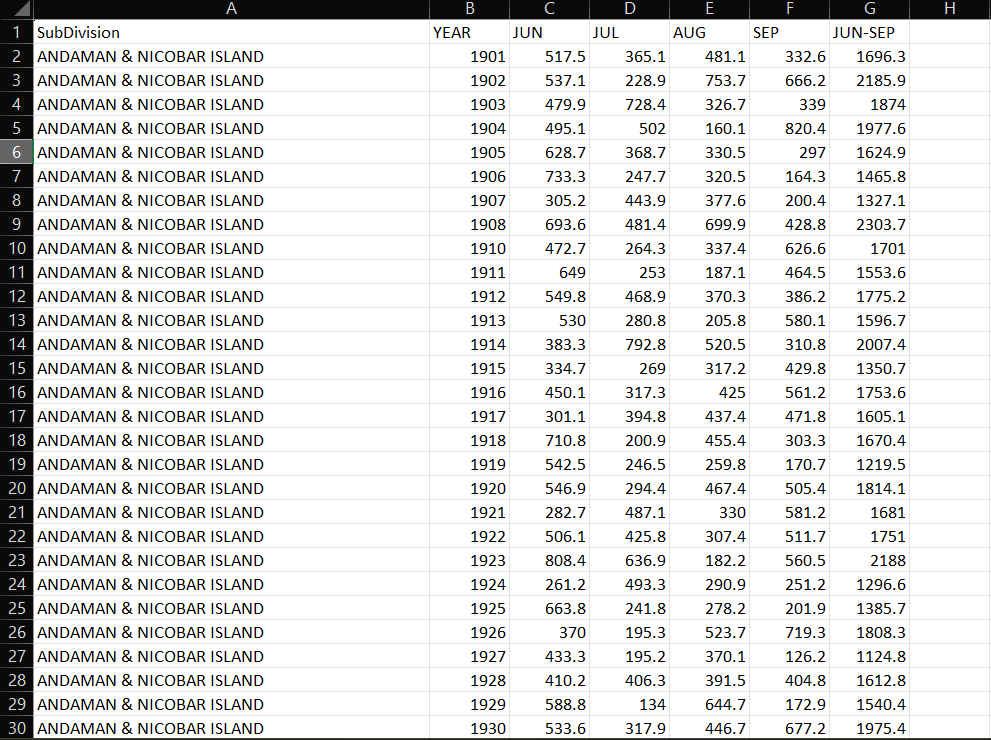 A B C D E F G H
1 SubDivision YEAR JUN JUL AUG SEP JUN-SEP
2 ANDAMAN & NICOBAR ISLAND 1901 517.5 365.1 481.1 332.6 1696.3
3 ANDAMAN & NICOBAR ISLAND 1902 537.1 228.9 753.7 666.2 2185.9
4 ANDAMAN & NICOBAR ISLAND 1903 479.9 728.4 326.7 339 1874
5 ANDAMAN & NICOBAR ISLAND 1904 495.1 502 160.1 820.4 1977.6
6 ANDAMAN & NICOBAR ISLAND 1905 628.7 368.7 330.5 297 1624.9
7 ANDAMAN & NICOBAR ISLAND 1906 733.3 247.7 320.5 164.3 1465.8
8 ANDAMAN & NICOBAR ISLAND 1907 305.2 443.9 377.6 200.4 1327.1
9 ANDAMAN & NICOBAR ISLAND 1908 693.6 481.4 699.9 428.8 2303.7
10 ANDAMAN & NICOBAR ISLAND 1910 472.7 264.3 337.4 626.6 1701
11 ANDAMAN & NICOBAR ISLAND 1911 649 253 187.1 464.5 1553.6
12 ANDAMAN & NICOBAR ISLAND 1912 549.8 468.9 370.3 386.2 1775.2
13 ANDAMAN & NICOBAR ISLAND 1913 530 280.8 205.8 580.1 1596.7
14 ANDAMAN & NICOBAR ISLAND 1914 383.3 792.8 520.5 310.8 2007.4
15 ANDAMAN & NICOBAR ISLAND 1915 334.7 269 317.2 429.8 1350.7
16 ANDAMAN & NICOBAR ISLAND 1916 450.1 317.3 425 561.2 1753.6
17 ANDAMAN & NICOBAR ISLAND 1917 301.1 394.8 437.4 471.8 1605.1
18 ANDAMAN & NICOBAR ISLAND 1918 710.8 200.9 455.4 303.3 1670.4
19 ANDAMAN & NICOBAR ISLAND 1919 542.5 246.5 259.8 170.7 1219.5
20 ANDAMAN & NICOBAR ISLAND 1920 546.9 294.4 467.4 505.4 1814.1
21 ANDAMAN & NICOBAR ISLAND 1921 282.7 487.1 330 581.2 1681
22 ANDAMAN & NICOBAR ISLAND 1922 506.1 425.8 307.4 511.7 1751
23 ANDAMAN & NICOBAR ISLAND 1923 808.4 636.9 182.2 560.5 2188
24 ANDAMAN & NICOBAR ISLAND 1924 261.2 493.3 290.9 251.2 1296.6
25 ANDAMAN & NICOBAR ISLAND 1925 663.8 241.8 278.2 201.9 1385.7
26 ANDAMAN & NICOBAR ISLAND 1926 370 195.3 523.7 719.3 1808.3
27 ANDAMAN & NICOBAR ISLAND 1927 433.3 195.2 370.1 126.2 1124.8
28 ANDAMAN & NICOBAR ISLAND 1928 410.2 406.3 391.5 404.8 1612.8
29 ANDAMAN & NICOBAR ISLAND 1929 588.8 134 644.7 172.9 1540.4
30 ANDAMAN & NICOBAR ISLAND 1930 533.6 317.9 446.7 677.2 1975.4